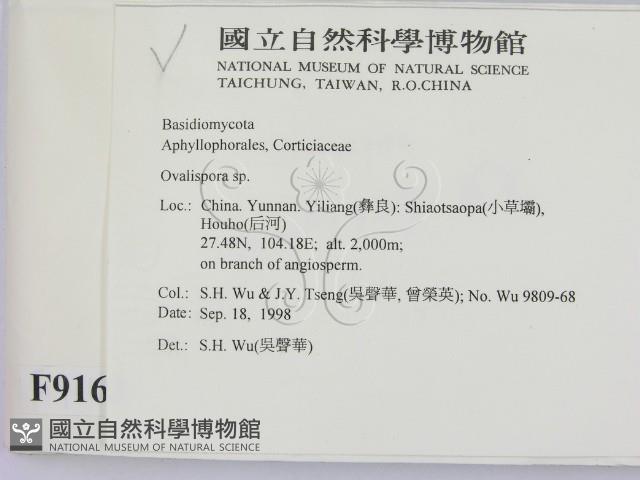 國立自然科學博物館
NATIONAL MUSEUM OF NATURAL SCIENCE
TAICHUNG, TAIWAN, R.O.CHINA
Basidiomycota
Aphyllophorales, Corticiaceae
Ovalispora sp.
Loc.: China. Yunnan. Yiliang(彝良): Shiaotsaopa(小草壩),
Houho(后河)
27.48N, 104.18E; alt. 2,000m;
on branch of angiosperm.
Col.: S.H. Wu & J.Y. Tseng(吳聲華, 曾榮英); No. Wu 9809-68
Date: Sep. 18, 1998
Det.: S.H. Wu(吳聲華)
F916
國立自然科學博物館
NATIONAL MUSEUM OF NATURAL SCIENCE